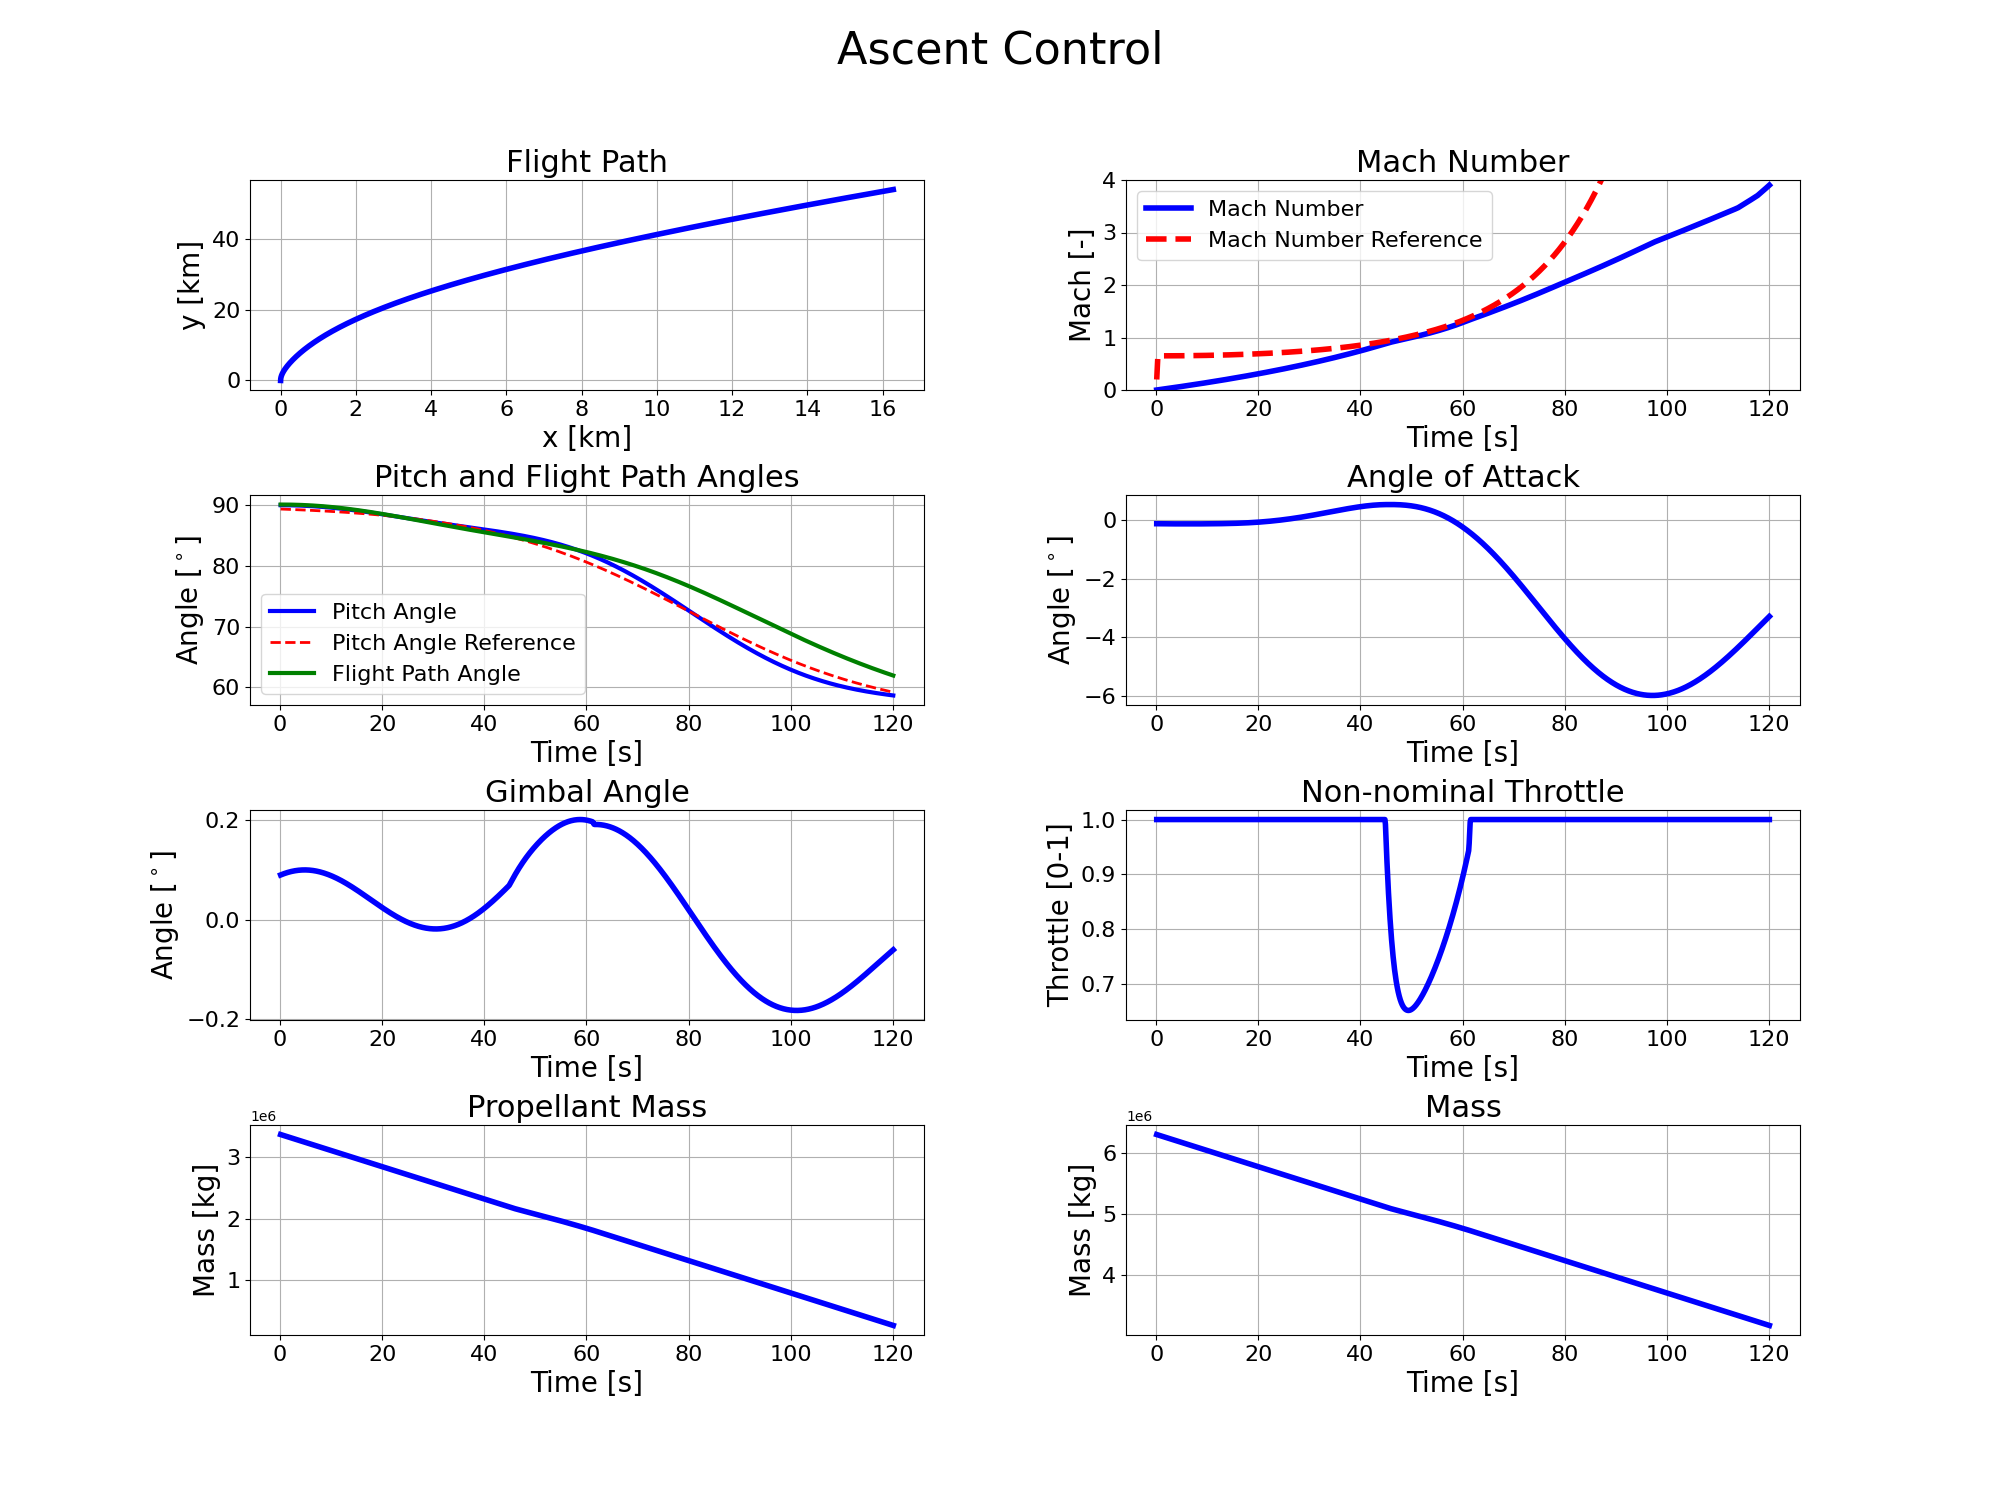 Ascent Control
Flight Path
y [km]
40
20
0
0 2 4 6 8 10 12 14 16
x [km]
Mach Number
Mach [-]
4
3
2
1
0
Mach Number
Mach Number Reference
0 20 40 60 80 100 120
Time [s]
Pitch and Flight Path Angles
Angle [°]
90
80
70
60
Pitch Angle
Pitch Angle Reference
Flight Path Angle
0 20 40 60 80 100 120
Time [s]
Angle of Attack
Angle [°]
0
−2
−4
−6
0 20 40 60 80 100 120
Time [s]
Gimbal Angle
Angle [°]
0.2
0.0
−0.2
0 20 40 60 80 100 120
Time [s]
Non-nominal Throttle
Throttle [0-1]
1.0
0.9
0.8
0.7
0 20 40 60 80 100 120
Time [s]
Propellant Mass
1e6
Mass [kg]
3
2
1
0 20 40 60 80 100 120
Time [s]
Mass
1e6
Mass [kg]
6
5
4
0 20 40 60 80 100 120
Time [s]